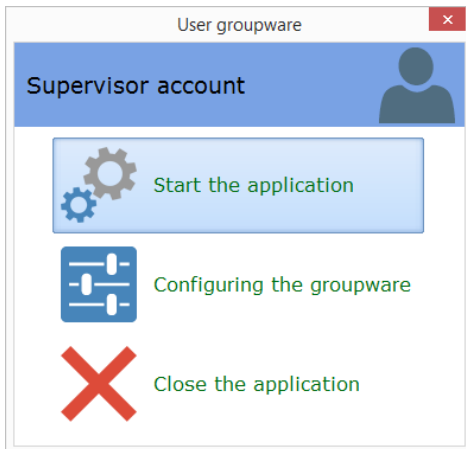 User groupware
Supervisor account
Start the application
Configuring the groupware
Close the application